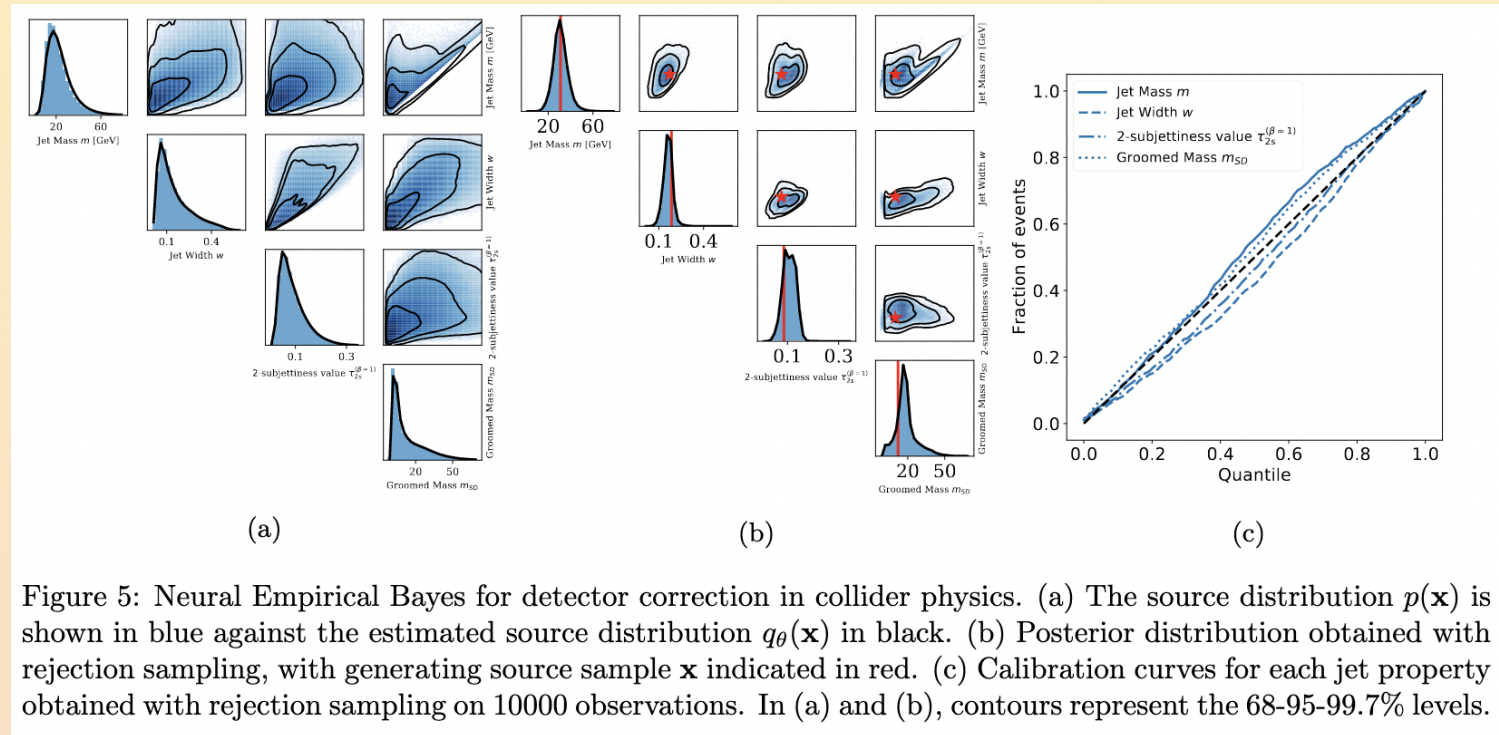 Jet Mass m [GeV]
20 60
Jet Mass m [GeV]
Jet Width w
0.1 0.4
Jet Width w
2-subjettiness value τ₂ₛ^(β=1)
0.1 0.3
2-subjettiness value τ₂ₛ^(β=1)
Groomed Mass m_SD
20 50
Groomed Mass m_SD
(a)
Jet Mass m [GeV]
20 60
Jet Mass m [GeV]
Jet Width w
0.1 0.4
Jet Width w
2-subjettiness value τ₂ₛ^(β=1)
0.1 0.3
2-subjettiness value τ₂ₛ^(β=1)
Groomed Mass m_SD
20 50
Groomed Mass m_SD
(b)
Jet Mass m
Jet Width w
2-subjettiness value τ₂ₛ^(β=1)
Groomed Mass m_SD
Fraction of events
1.0
0.8
0.6
0.4
0.2
0.0
0.0 0.2 0.4 0.6 0.8 1.0
Quantile
(c)
Figure 5: Neural Empirical Bayes for detector correction in collider physics. (a) The source distribution p(x) is
shown in blue against the estimated source distribution qθ(x) in black. (b) Posterior distribution obtained with
rejection sampling, with generating source sample x indicated in red. (c) Calibration curves for each jet property
obtained with rejection sampling on 10000 observations. In (a) and (b), contours represent the 68-95-99.7% levels.